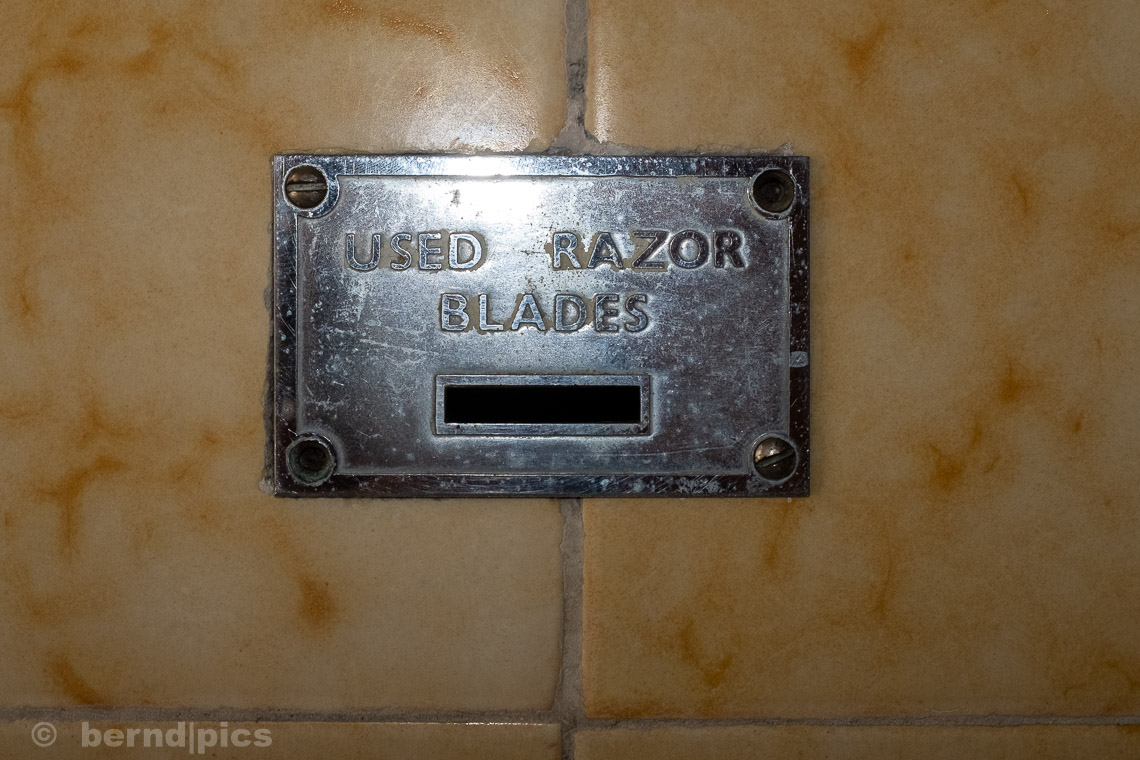 USED RAZOR
BLADES
© bernd|pics